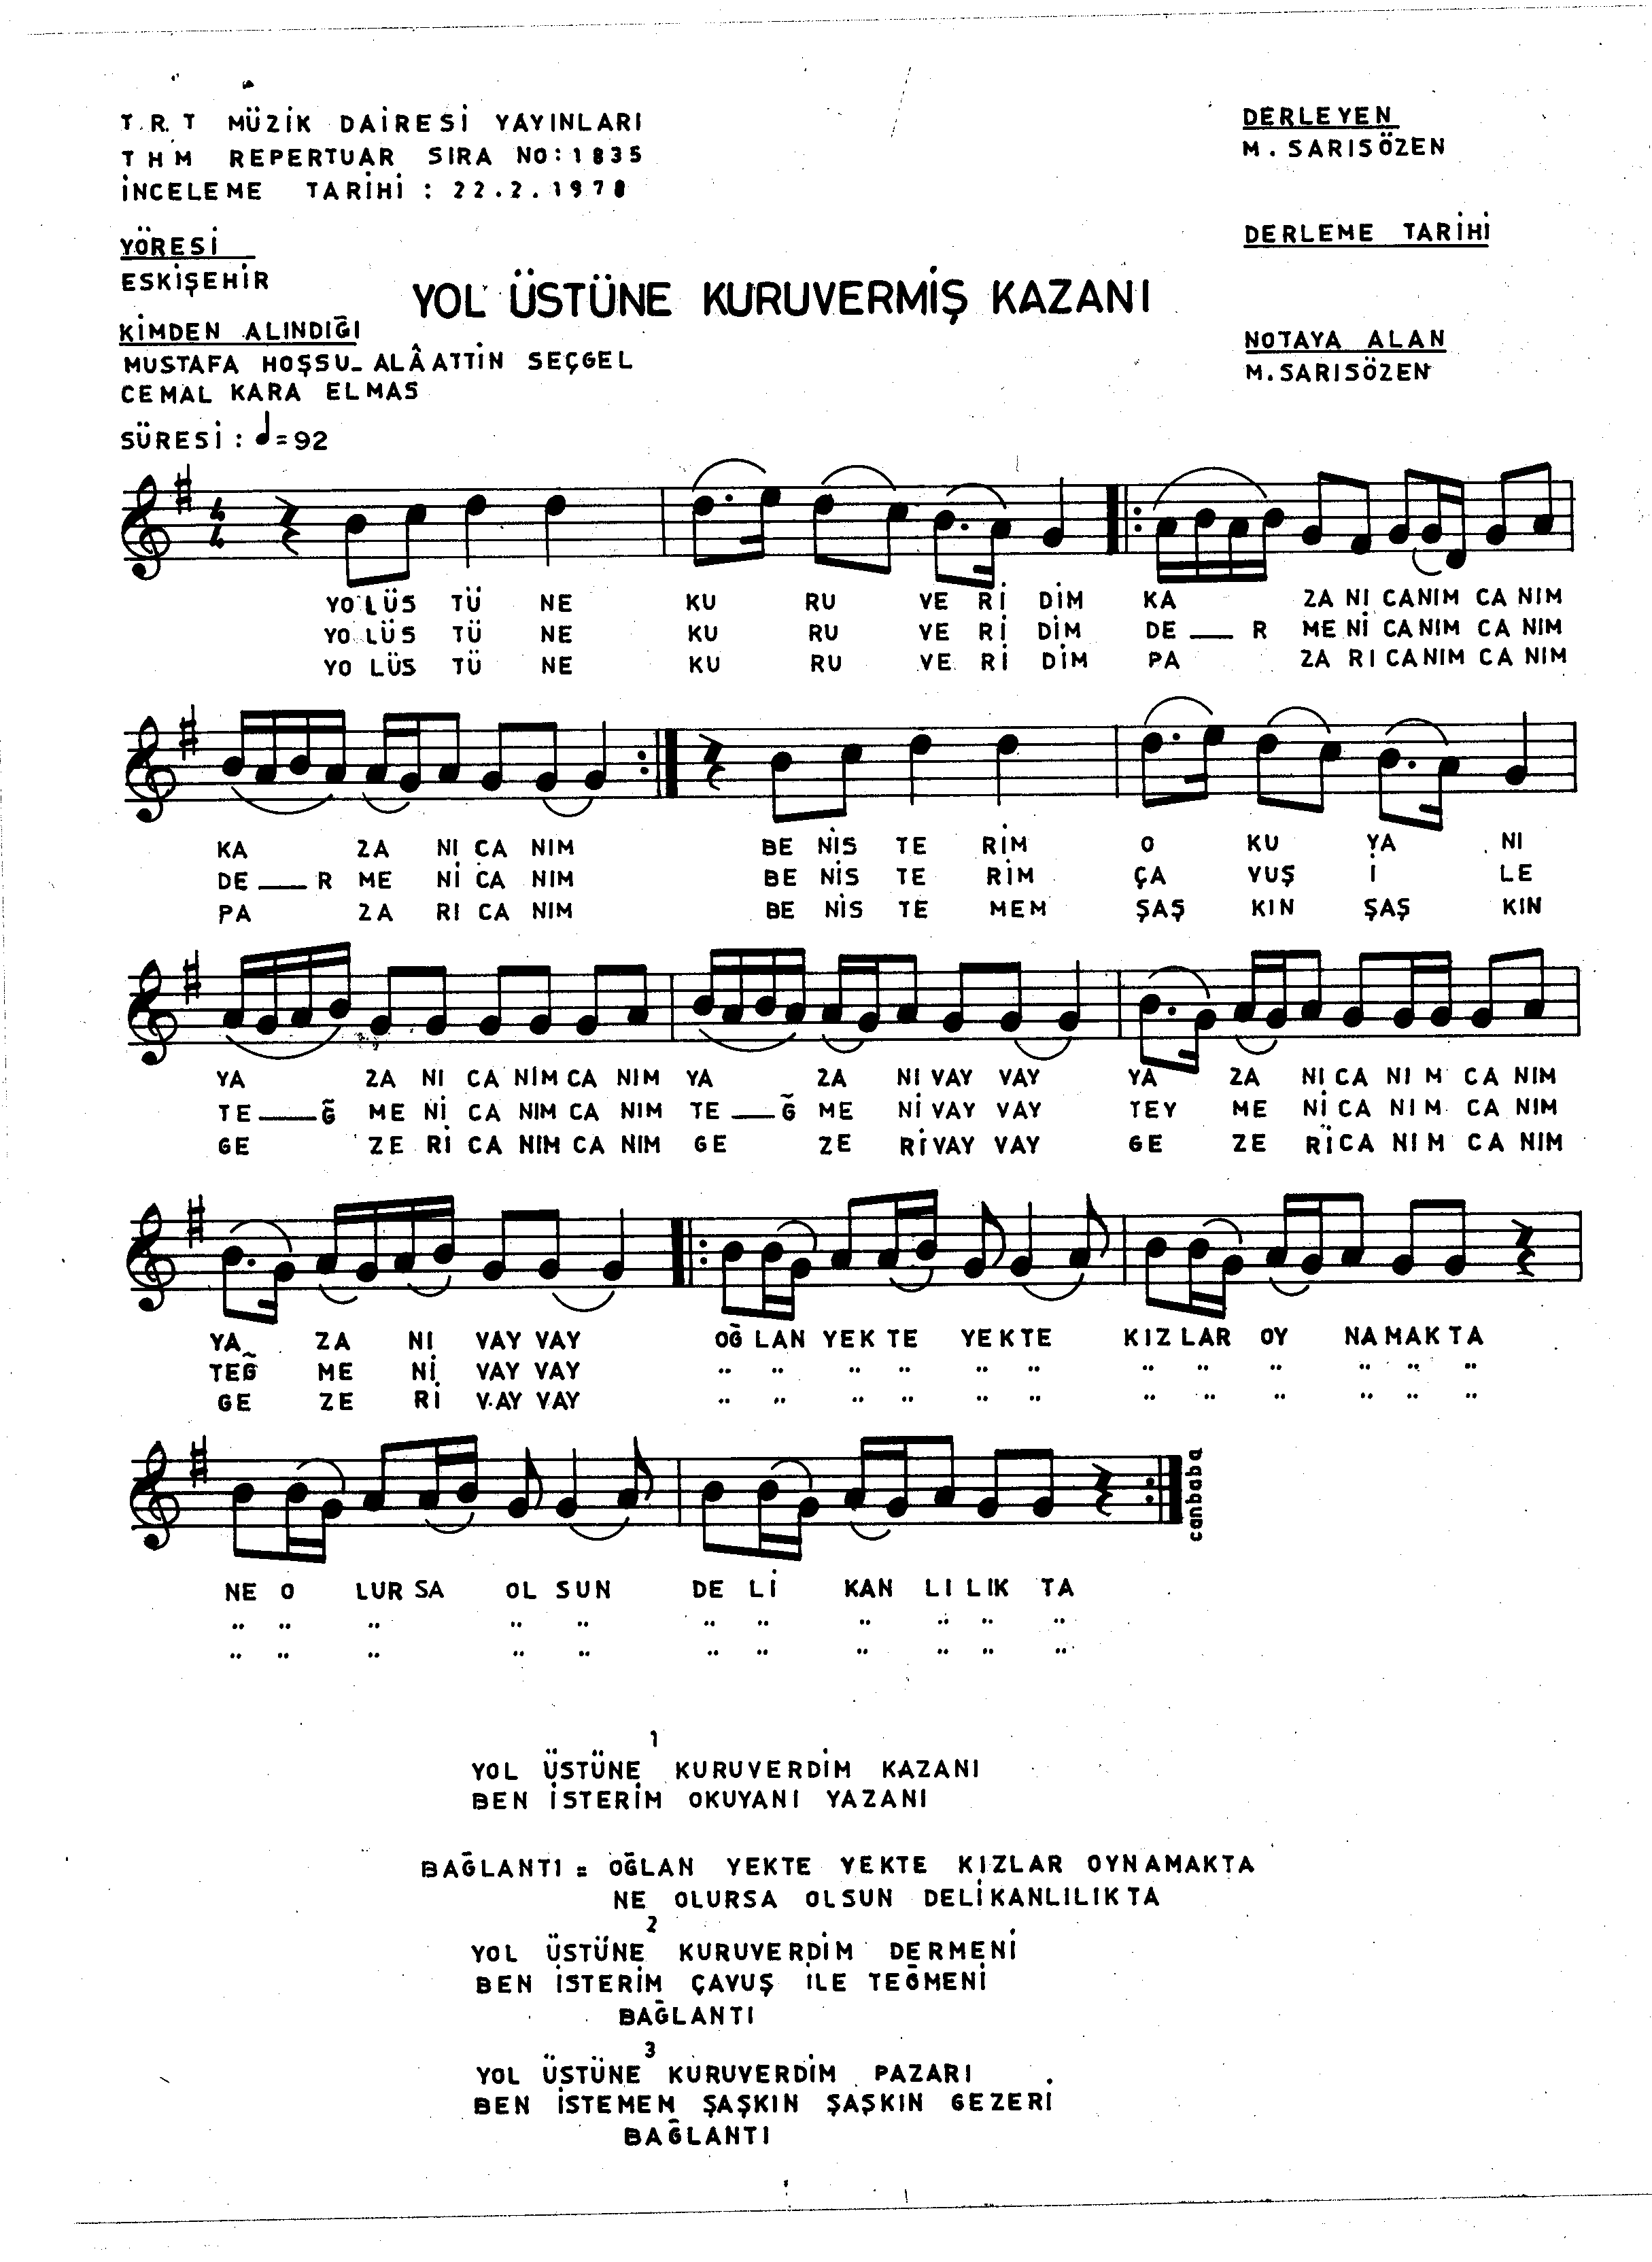 T.R.T MÜZİK DAİRESİ YAYINLARI
THM REPERTUAR SIRA NO: 1835
İNCELEME TARİHİ : 22.2.1978
DERLEYEN
M. SARISÖZEN
YÖRESİ
ESKİŞEHİR
DERLEME TARİHİ
YOL ÜSTÜNE KURUVERMİŞ KAZANI
KİMDEN ALINDIĞI
MUSTAFA HOŞSU_ ALÂATTİN SEÇGEL
CEMAL KARA ELMAS
NOTAYA ALAN
M.SARISÖZEN
SÜRESİ : ♩=92
4
4
YO LÜS TÜ NE KU RU VE Rİ DİM KA ZA NI CANIM CA NIM
YO LÜS TÜ NE KU RU VE Rİ DİM DE __ R ME Nİ CANIM CA NIM
YO LÜS TÜ NE KU RU VE Rİ DİM PA ZA RI CANIM CA NIM
KA ZA NI CA NIM BE NİS TE RİM O KU YA NI
DE __ R ME Nİ CA NIM BE NİS TE RİM ÇA VUŞ İ LE
PA ZA RI CA NIM BE NİS TE MEM ŞAŞ KIN ŞAŞ KIN
YA ZA NI CA NİM CA NIM YA ZA NI VAY VAY YA ZA NI CA NI M CA NIM
TE __ Ğ ME Nİ CA NIM CA NIM TE __ Ğ ME Nİ VAY VAY TEY ME Nİ CA NIM CA NIM
GE ZE Rİ CA NIM CA NIM GE ZE Rİ VAY VAY GE ZE Rİ CA NI M CA NIM
YA ZA NI VAY VAY OĞ LAN YEK TE YEKTE KIZ LAR OY NA MAK TA
TEĞ ME Nİ VAY VAY " " " " " " " " " " " "
GE ZE Rİ VAY VAY " " " " " " " " " " " "
canbaba
NE O LUR SA OL SUN DE Lİ KAN LI LIK TA
" " " " " " " " " " "
" " " " " " " " " " "
1
YOL ÜSTÜNE KURUVERDİM KAZANI
BEN İSTERİM OKUYANI YAZANI
BAĞLANTI = OĞLAN YEKTE YEKTE KIZLAR OYNAMAKTA
NE OLURSA OLSUN DELİKANLILIKTA
2
YOL ÜSTÜNE KURUVERDİM DERMENİ
BEN İSTERİM ÇAVUŞ İLE TEĞMENİ
BAĞLANTI
3
YOL ÜSTÜNE KURUVERDİM PAZARI
BEN İSTEMEM ŞAŞKIN ŞAŞKIN GEZERİ
BAĞLANTI